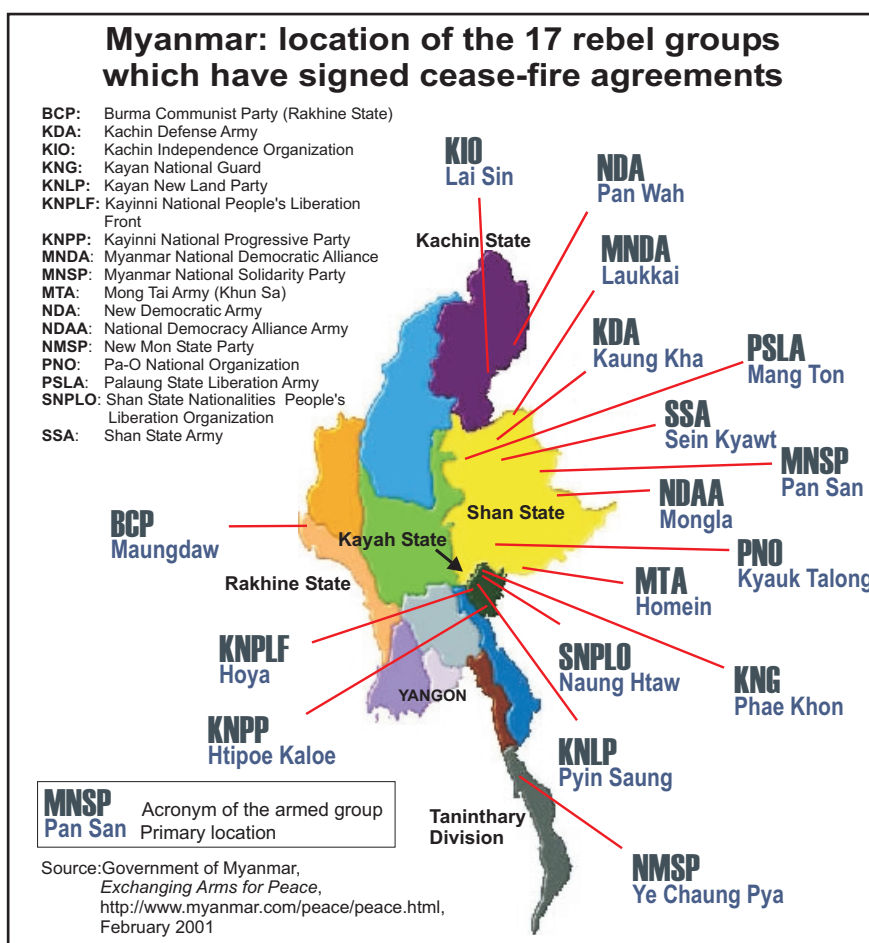 Myanmar: location of the 17 rebel groups
which have signed cease-fire agreements
BCP: Burma Communist Party (Rakhine State)
KDA: Kachin Defense Army
KIO: Kachin Independence Organization
KNG: Kayan National Guard
KNLP: Kayan New Land Party
KNPLF: Kayinni National People's Liberation
Front
KNPP: Kayinni National Progressive Party
MNDA: Myanmar National Democratic Alliance
MNSP: Myanmar National Solidarity Party
MTA: Mong Tai Army (Khun Sa)
NDA: New Democratic Army
NDAA: National Democracy Alliance Army
NMSP: New Mon State Party
PNO: Pa-O National Organization
PSLA: Palaung State Liberation Army
SNPLO: Shan State Nationalities People's
Liberation Organization
SSA: Shan State Army
KIO
Lai Sin
NDA
Pan Wah
Kachin State
MNDA
Laukkai
KDA
Kaung Kha
PSLA
Mang Ton
SSA
Sein Kyawt
MNSP
Pan San
NDAA
Mongla
Shan State
BCP
Maungdaw
Kayah State
PNO
Kyauk Talong
Rakhine State
MTA
Homein
KNPLF
Hoya
SNPLO
Naung Htaw
KNG
Phae Khon
YANGON
KNPP
Htipoe Kaloe
KNLP
Pyin Saung
MNSP Acronym of the armed group
Pan San Primary location
Taninthary
Division
NMSP
Ye Chaung Pya
Source:Government of Myanmar,
Exchanging Arms for Peace,
http://www.myanmar.com/peace/peace.html,
February 2001